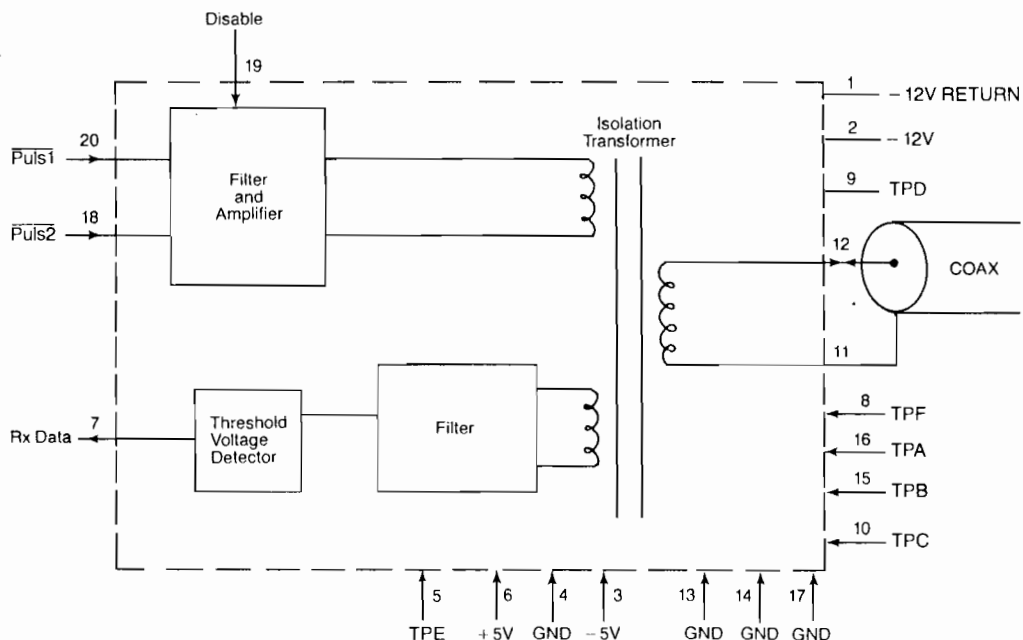 Disable
19
1
– 12V RETURN
2
– 12V
9
TPD
Isolation
Transformer
20
Puls1
Filter
and
Amplifier
18
Puls2
12
COAX
11
8
TPF
16
TPA
15
TPB
10
TPC
7
Rx Data
Threshold
Voltage
Detector
Filter
5
6
4
3
13
14
17
TPE
+ 5V
GND
– 5V
GND
GND
GND